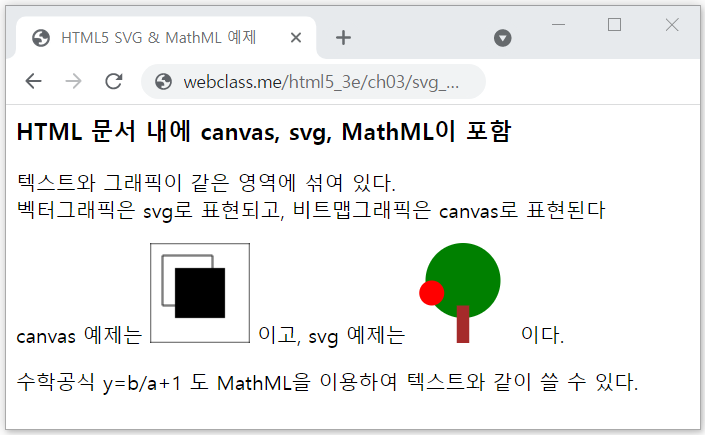 HTML5 SVG & MathML 예제
webclass.me/html5_3e/ch03/svg_...
HTML 문서 내에 canvas, svg, MathML이 포함
텍스트와 그래픽이 같은 영역에 섞여 있다.
벡터그래픽은 svg로 표현되고, 비트맵그래픽은 canvas로 표현된다
canvas 예제는 이고, svg 예제는 이다.
수학공식 y=b/a+1 도 MathML을 이용하여 텍스트와 같이 쓸 수 있다.